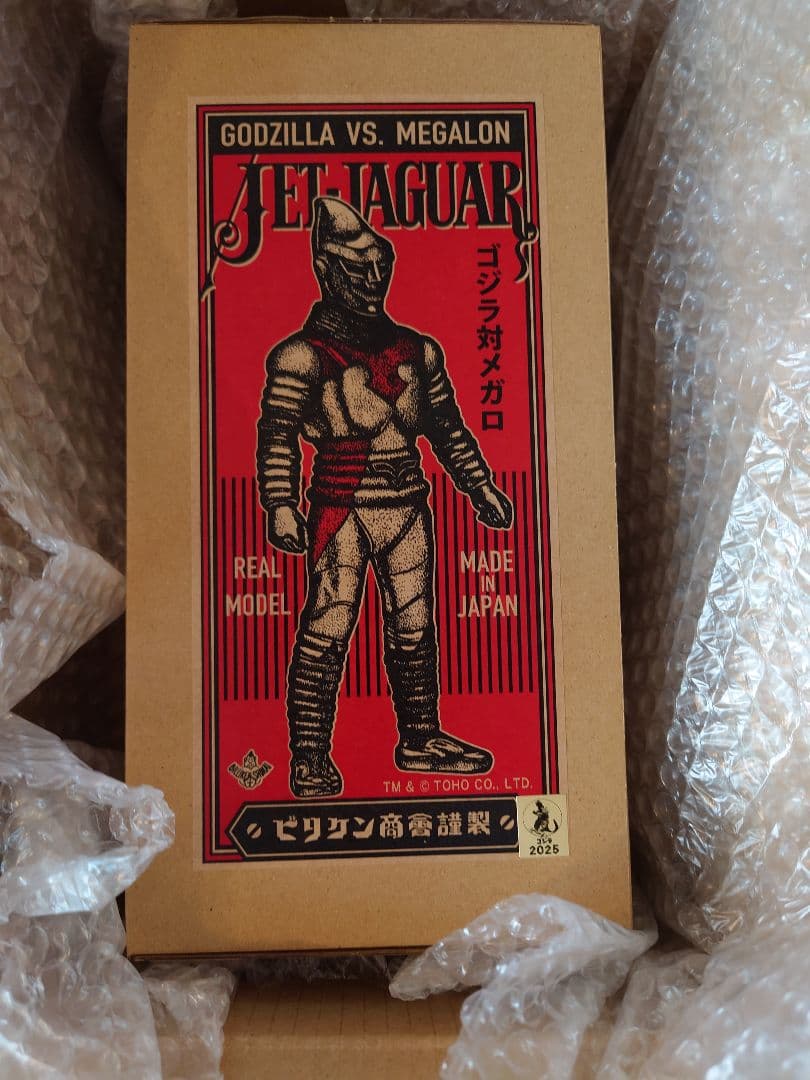 GODZILLA VS. MEGALON
JET-JAGUAR
ゴジラ対メガロ
REAL
MODEL
MADE
IN
JAPAN
TM & © TOHO CO., LTD.
ビリケン商會謹製
ゴジラ
2025